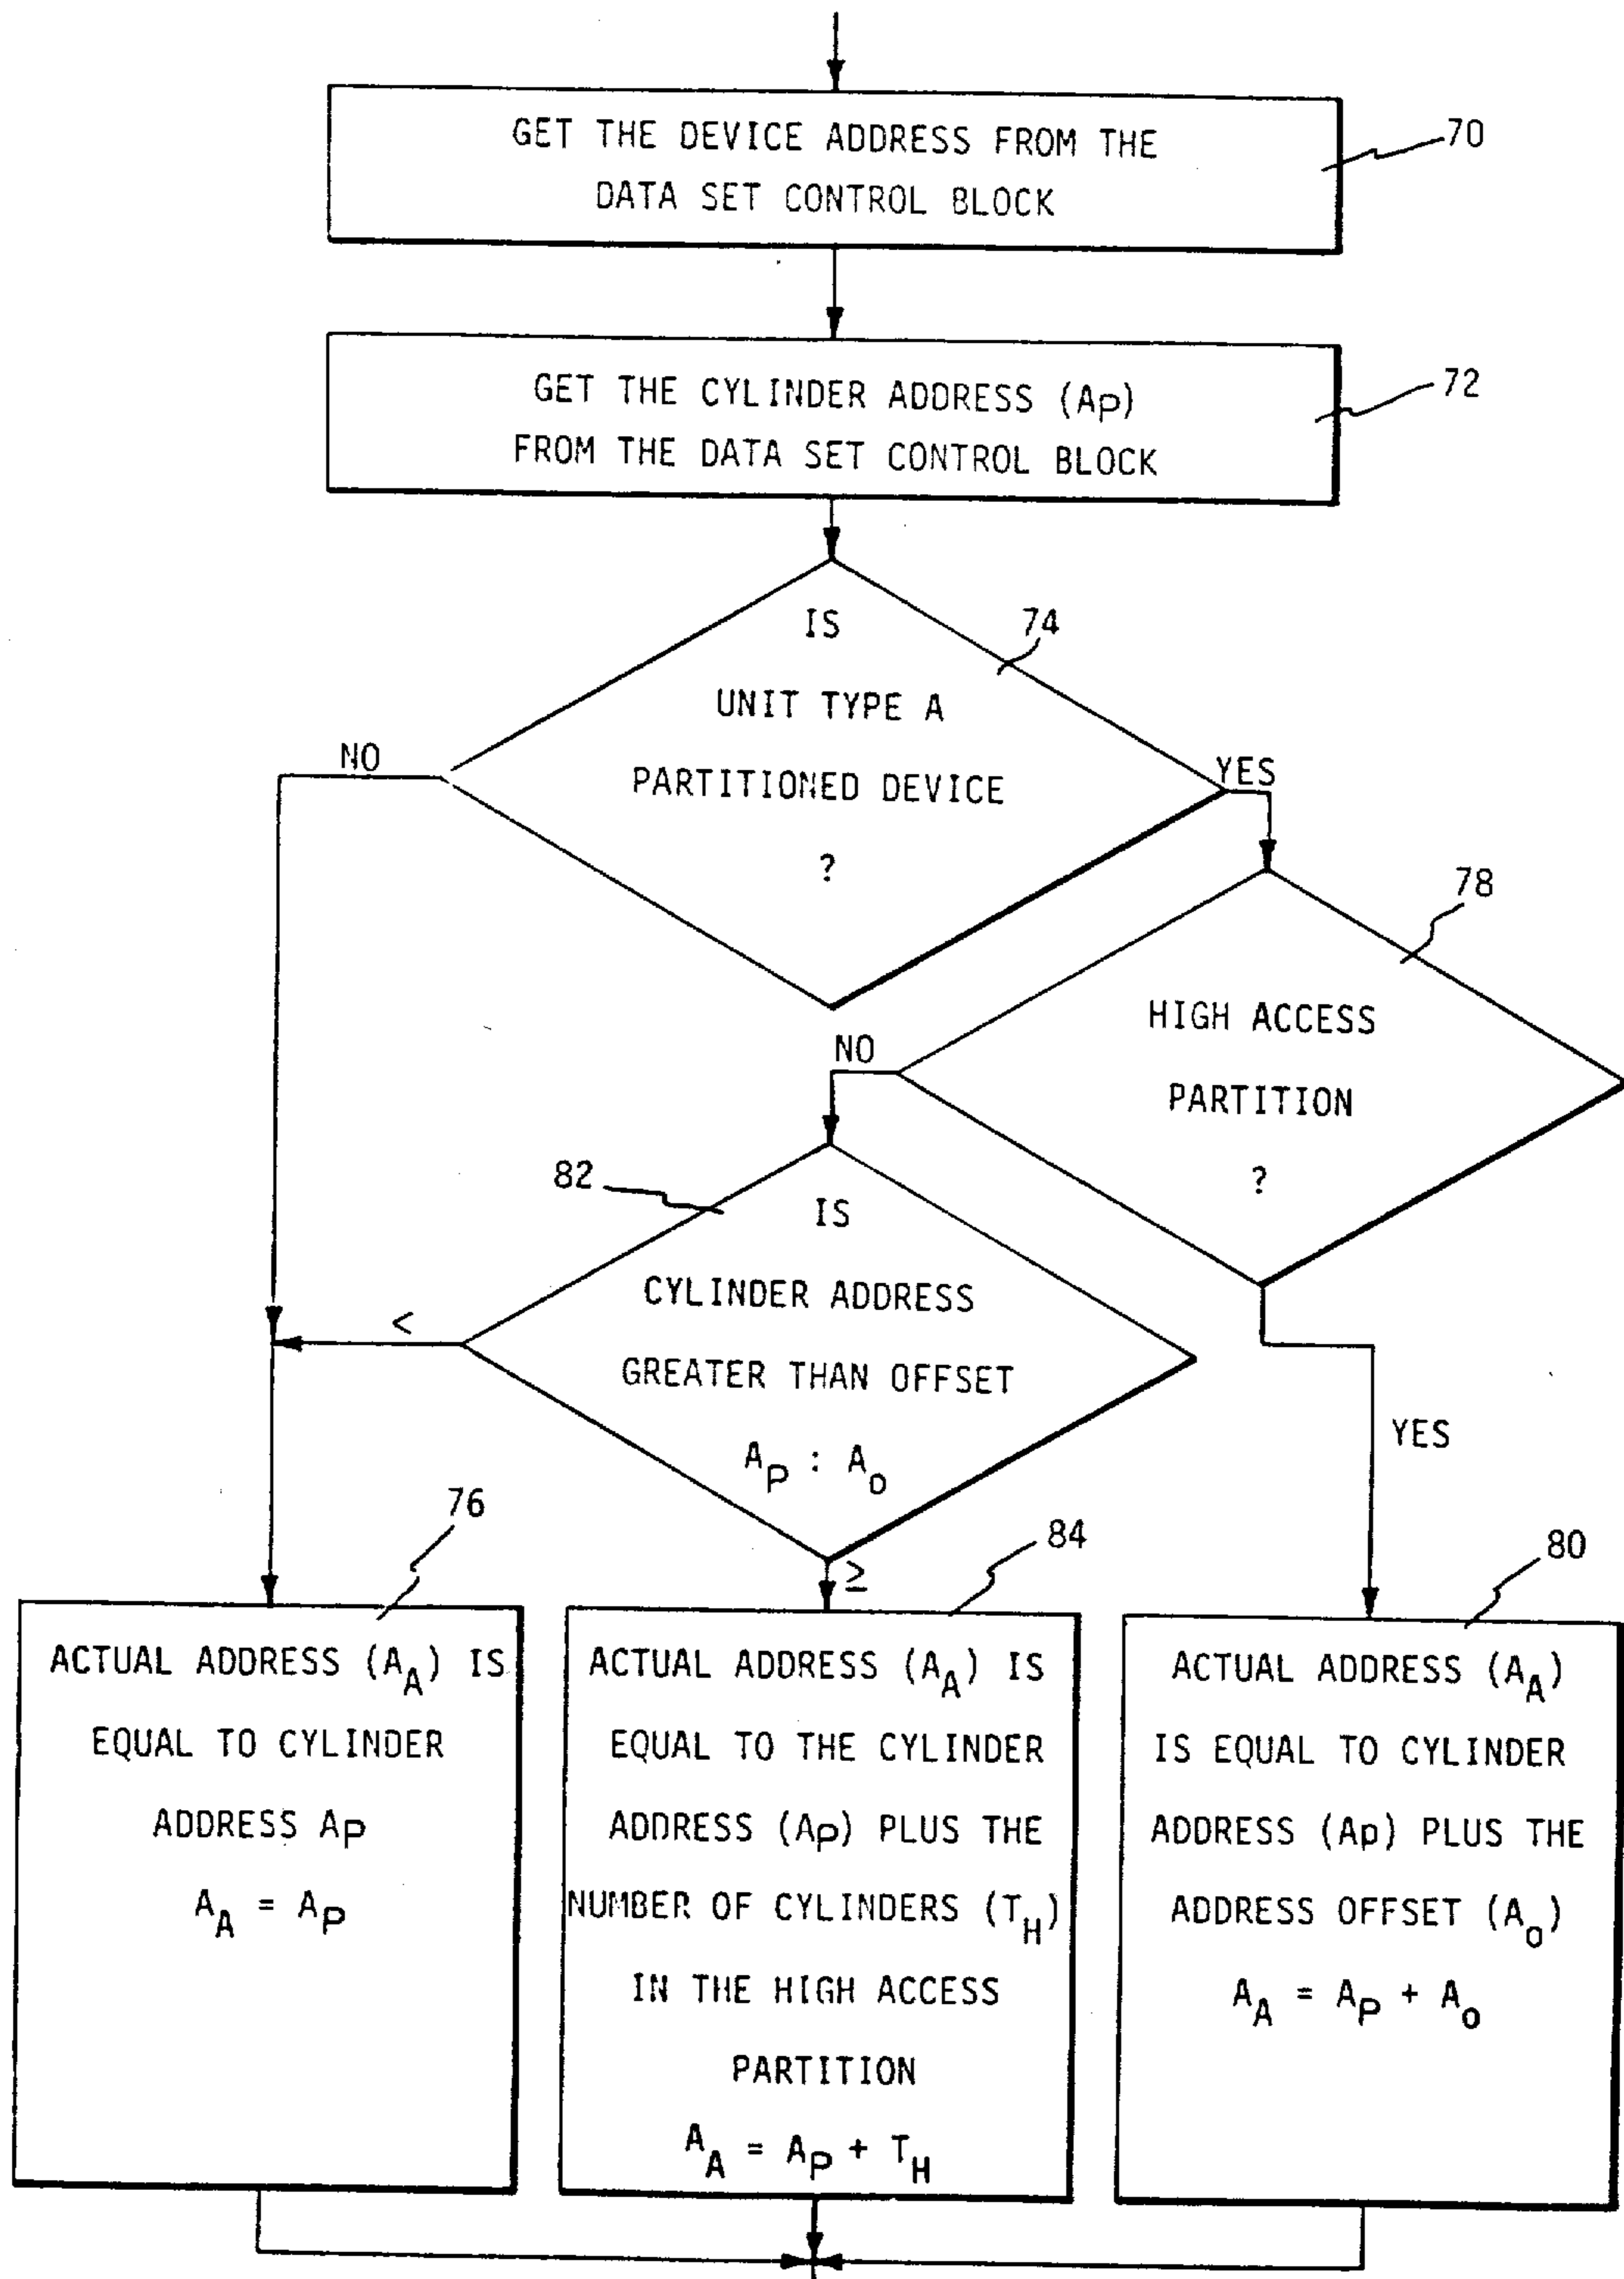 GET THE DEVICE ADDRESS FROM THE
DATA SET CONTROL BLOCK
70
GET THE CYLINDER ADDRESS (AP)
FROM THE DATA SET CONTROL BLOCK
72
IS
UNIT TYPE A
PARTITIONED DEVICE
?
74
NO
YES
HIGH ACCESS
PARTITION
?
78
NO
YES
82
IS
CYLINDER ADDRESS
GREATER THAN OFFSET
AP : AO
<
≥
76
ACTUAL ADDRESS (AA) IS
EQUAL TO CYLINDER
ADDRESS AP
AA = AP
84
ACTUAL ADDRESS (AA) IS
EQUAL TO THE CYLINDER
ADDRESS (AP) PLUS THE
NUMBER OF CYLINDERS (TH)
IN THE HIGH ACCESS
PARTITION
AA = AP + TH
80
ACTUAL ADDRESS (AA)
IS EQUAL TO CYLINDER
ADDRESS (Ap) PLUS THE
ADDRESS OFFSET (AO)
AA = AP + AO